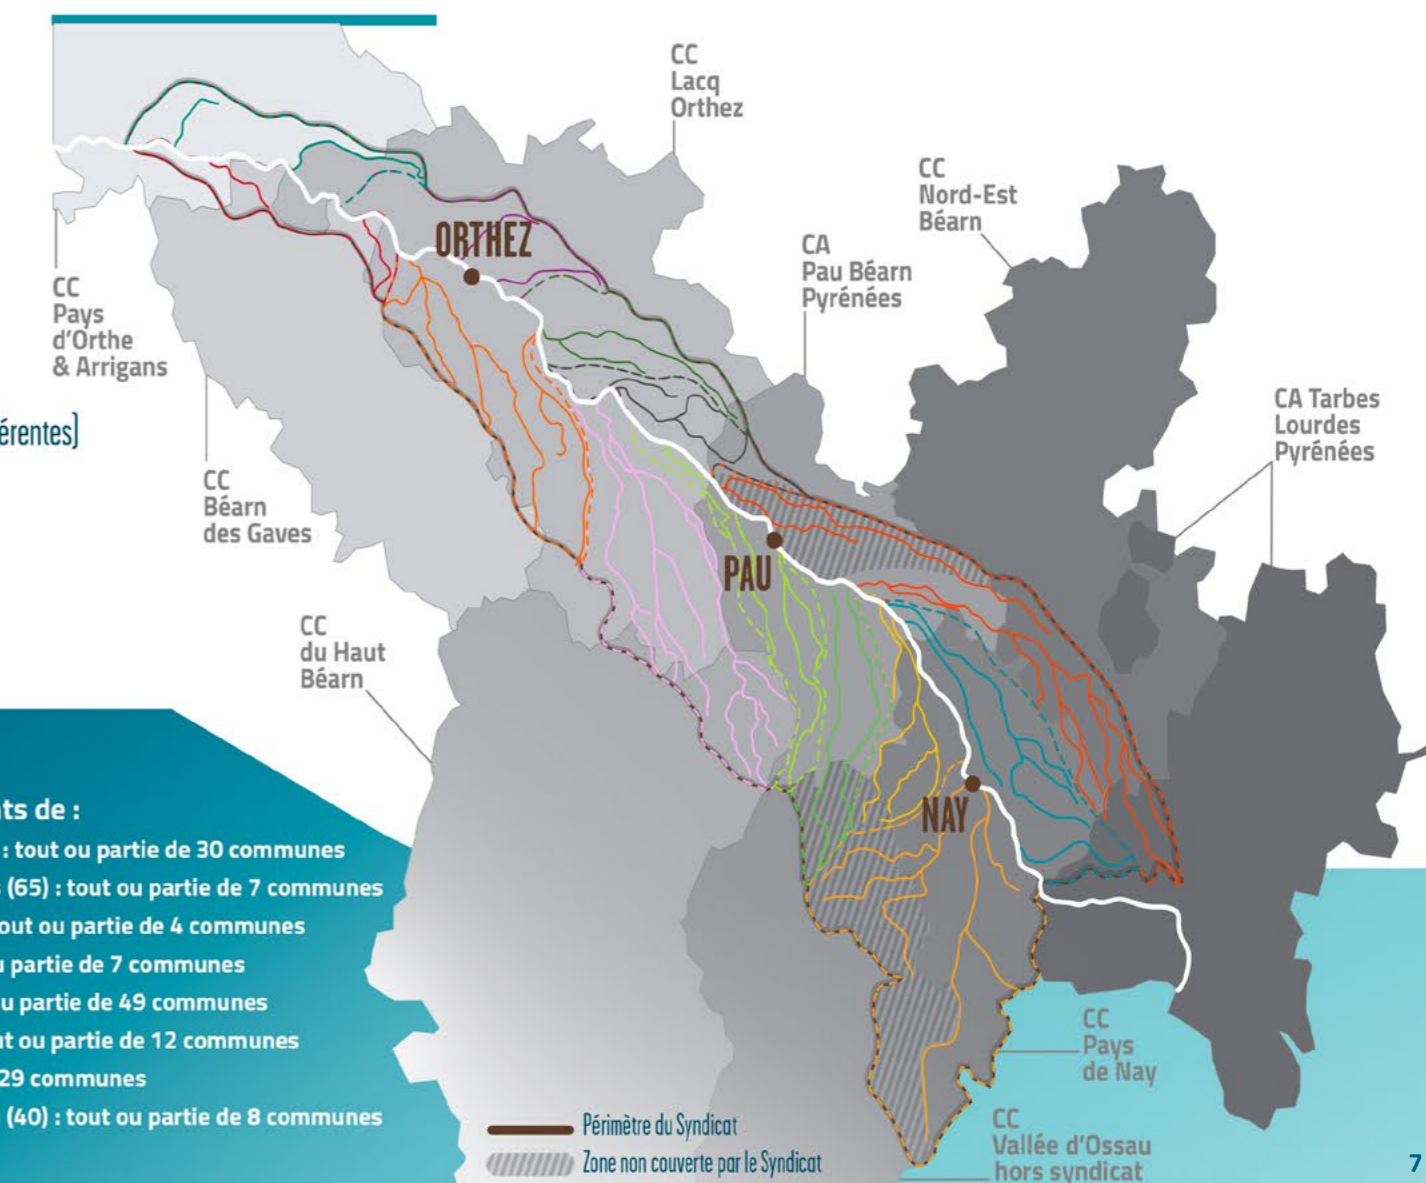 CC
Lacq
Orthez
CC
Nord-Est
Béarn
CA
Pau Béarn
Pyrénées
ORTHEZ
CC
Pays
d'Orthe
& Arrigans
CA Tarbes
Lourdes
Pyrénées
érentes)
CC
Béarn
des Gaves
PAU
CC
du Haut
Béarn
NAY
ts de :
: tout ou partie de 30 communes
(65) : tout ou partie de 7 communes
out ou partie de 4 communes
u partie de 7 communes
u partie de 49 communes
ut ou partie de 12 communes
29 communes
(40) : tout ou partie de 8 communes
CC
Pays
de Nay
CC
Vallée d'Ossau
hors syndicat
Périmètre du Syndicat
Zone non couverte par le Syndicat
7